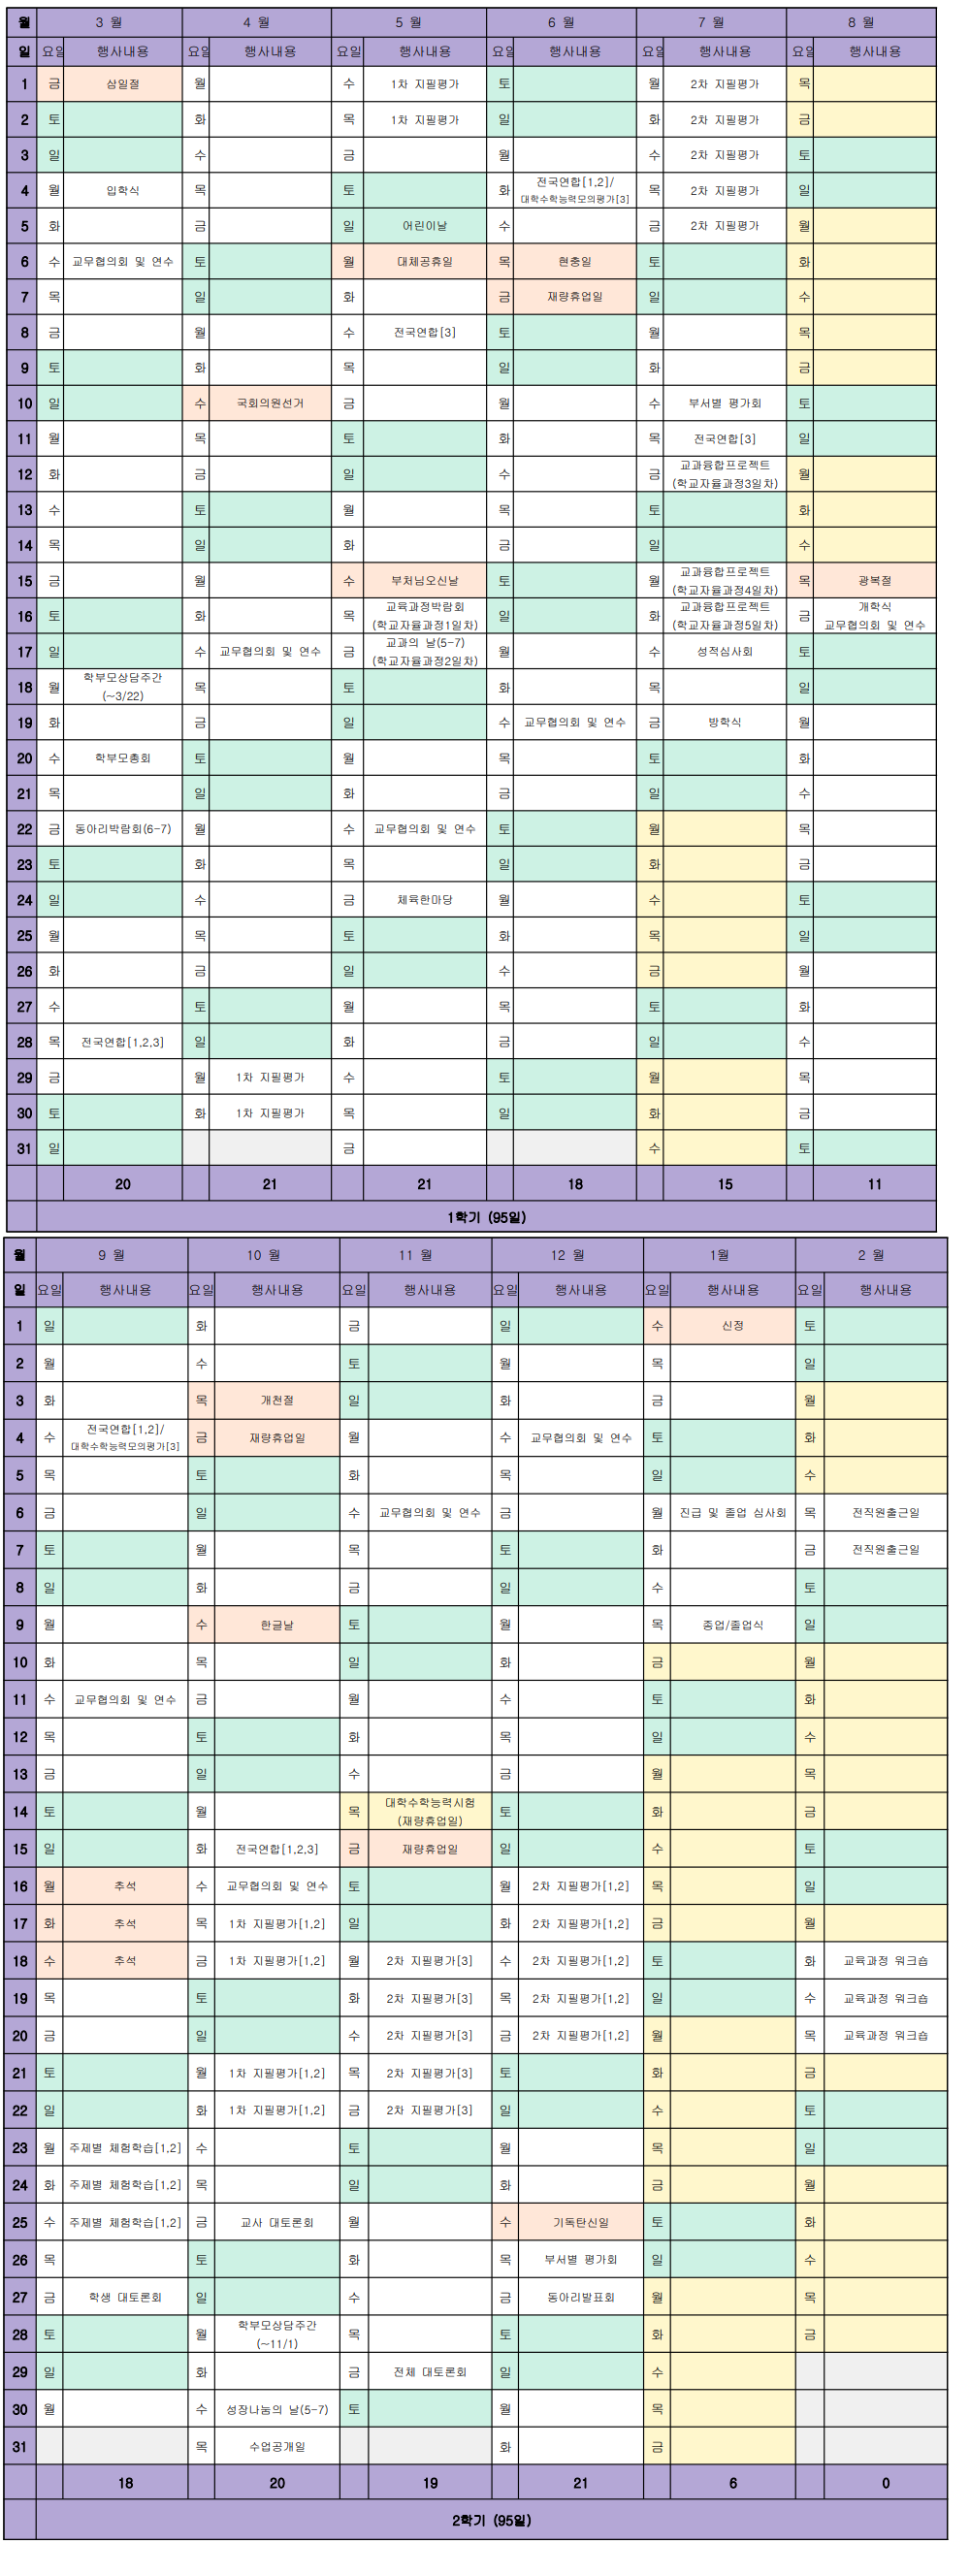 월 3 월 4 월 5 월 6 월 7 월 8 월
일 요일 행사내용 요일 행사내용 요일 행사내용 요일 행사내용 요일 행사내용 요일 행사내용
1 금 삼일절 월 수 1차 지필평가 토 월 2차 지필평가 목
2 토 화 목 1차 지필평가 일 화 2차 지필평가 금
3 일 수 금 월 수 2차 지필평가 토
4 월 입학식 목 토 화 전국연합[1,2]/ 목 2차 지필평가 일
대학수학능력모의평가[3]
5 화 금 일 어린이날 수 금 2차 지필평가 월
6 수 교무협의회 및 연수 토 월 대체공휴일 목 현충일 토 화
7 목 일 화 금 재량휴업일 일 수
8 금 월 수 전국연합[3] 토 월 목
9 토 화 목 일 화 금
10 일 수 국회의원선거 금 월 수 부서별 평가회 토
11 월 목 토 화 목 전국연합[3] 일
12 화 금 일 수 금 교과융합프로젝트 월
(학교자율과정3일차)
13 수 토 월 목 토 화
14 목 일 화 금 일 수
15 금 월 수 부처님오신날 토 월 교과융합프로젝트 목 광복절
(학교자율과정4일차)
16 토 화 목 교육과정박람회 일 화 교과융합프로젝트 금 개학식
(학교자율과정1일차) (학교자율과정5일차) 교무협의회 및 연수
17 일 수 교무협의회 및 연수 금 교과의 날(5-7) 월 수 성적심사회 토
(학교자율과정2일차)
18 월 학부모상담주간 목 토 화 목 일
(~3/22)
19 화 금 일 수 교무협의회 및 연수 금 방학식 월
20 수 학부모총회 토 월 목 토 화
21 목 일 화 금 일 수
22 금 동아리박람회(6-7) 월 수 교무협의회 및 연수 토 월 목
23 토 화 목 일 화 금
24 일 수 금 체육한마당 월 수 토
25 월 목 토 화 목 일
26 화 금 일 수 금 월
27 수 토 월 목 토 화
28 목 전국연합[1,2,3] 일 화 금 일 수
29 금 월 1차 지필평가 수 토 월 목
30 토 화 1차 지필평가 목 일 화 금
31 일 금 수 토
20 21 21 18 15 11
1학기 (95일)
월 9 월 10 월 11 월 12 월 1월 2 월
일 요일 행사내용 요일 행사내용 요일 행사내용 요일 행사내용 요일 행사내용 요일 행사내용
1 일 화 금 일 수 신정 토
2 월 수 토 월 목 일
3 화 목 개천절 일 화 금 월
4 수 전국연합[1,2]/ 금 재량휴업일 월 수 교무협의회 및 연수 토 화
대학수학능력모의평가[3]
5 목 토 화 목 일 수
6 금 일 수 교무협의회 및 연수 금 월 진급 및 졸업 심사회 목 전직원출근일
7 토 월 목 토 화 금 전직원출근일
8 일 화 금 일 수 토
9 월 수 한글날 토 월 목 종업/졸업식 일
10 화 목 일 화 금 월
11 수 교무협의회 및 연수 금 월 수 토 화
12 목 토 화 목 일 수
13 금 일 수 금 월 목
14 토 월 목 대학수학능력시험 토 화 금
(재량휴업일)
15 일 화 전국연합[1,2,3] 금 재량휴업일 일 수 토
16 월 추석 수 교무협의회 및 연수 토 월 2차 지필평가[1,2] 목 일
17 화 추석 목 1차 지필평가[1,2] 일 화 2차 지필평가[1,2] 금 월
18 수 추석 금 1차 지필평가[1,2] 월 2차 지필평가[3] 수 2차 지필평가[1,2] 토 화 교육과정 워크숍
19 목 토 화 2차 지필평가[3] 목 2차 지필평가[1,2] 일 수 교육과정 워크숍
20 금 일 수 2차 지필평가[3] 금 2차 지필평가[1,2] 월 목 교육과정 워크숍
21 토 월 1차 지필평가[1,2] 목 2차 지필평가[3] 토 화 금
22 일 화 1차 지필평가[1,2] 금 2차 지필평가[3] 일 수 토
23 월 주제별 체험학습[1,2] 수 토 월 목 일
24 화 주제별 체험학습[1,2] 목 일 화 금 월
25 수 주제별 체험학습[1,2] 금 교사 대토론회 월 수 기독탄신일 토 화
26 목 토 화 목 부서별 평가회 일 수
27 금 학생 대토론회 일 수 금 동아리발표회 월 목
28 토 월 학부모상담주간 목 토 화 금
(~11/1)
29 일 화 금 전체 대토론회 일 수
30 월 수 성장나눔의 날(5-7) 토 월 목
31 목 수업공개일 화 금
18 20 19 21 6 0
2학기 (95일)